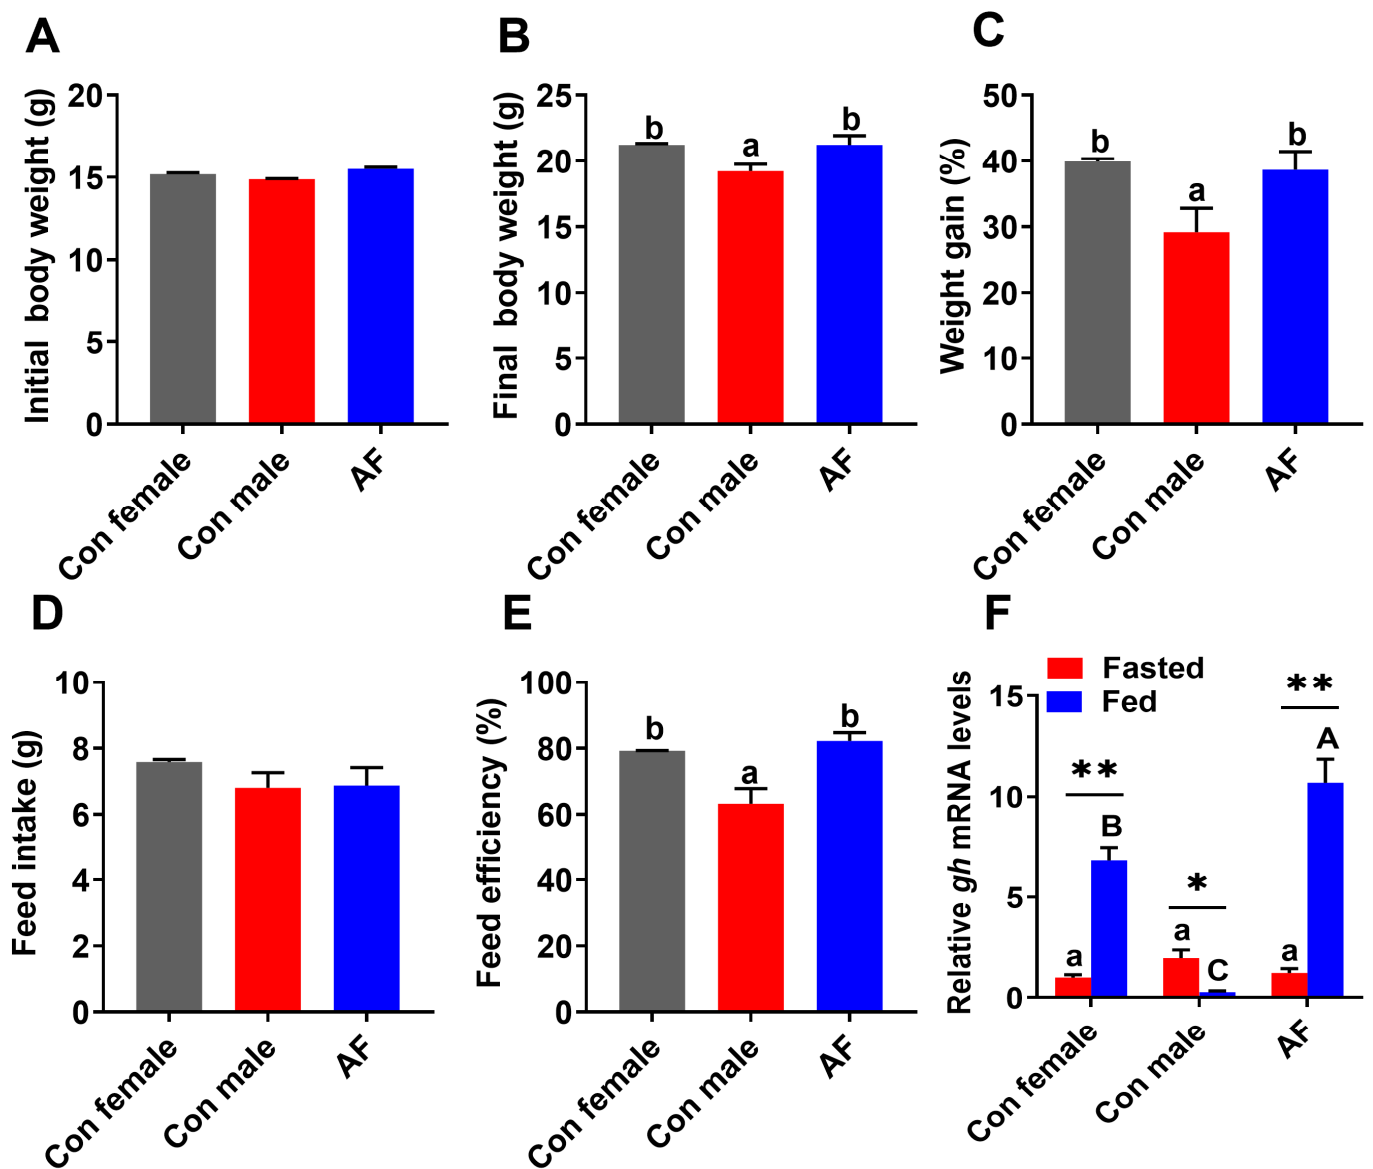 A
Initial body weight (g)
20
15
10
5
0
Con female
Con male
AF
B
Final body weight (g)
25
20
15
10
5
0
b
a
b
Con female
Con male
AF
C
Weight gain (%)
50
40
30
20
10
0
b
a
b
Con female
Con male
AF
D
Feed intake (g)
10
8
6
4
2
0
Con female
Con male
AF
E
Feed efficiency (%)
100
80
60
40
20
0
b
a
b
Con female
Con male
AF
F
Relative gh mRNA levels
Fasted
Fed
15
10
5
0
**
a
B
*
a
C
**
a
A
Con female
Con male
AF